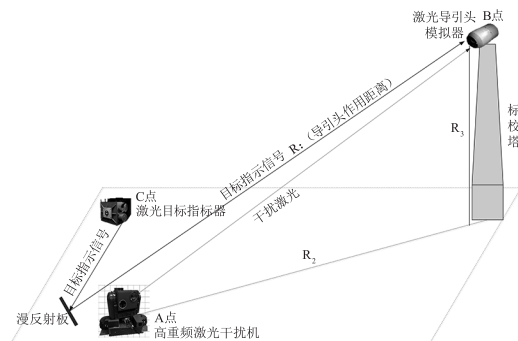 激光导引头 B点
模拟器
标校塔
R3
目标指示信号 R:(导引头作用距离)
干扰激光
C点
激光目标指标器
目标指示信号
R2
漫反射板
A点
高重频激光干扰机